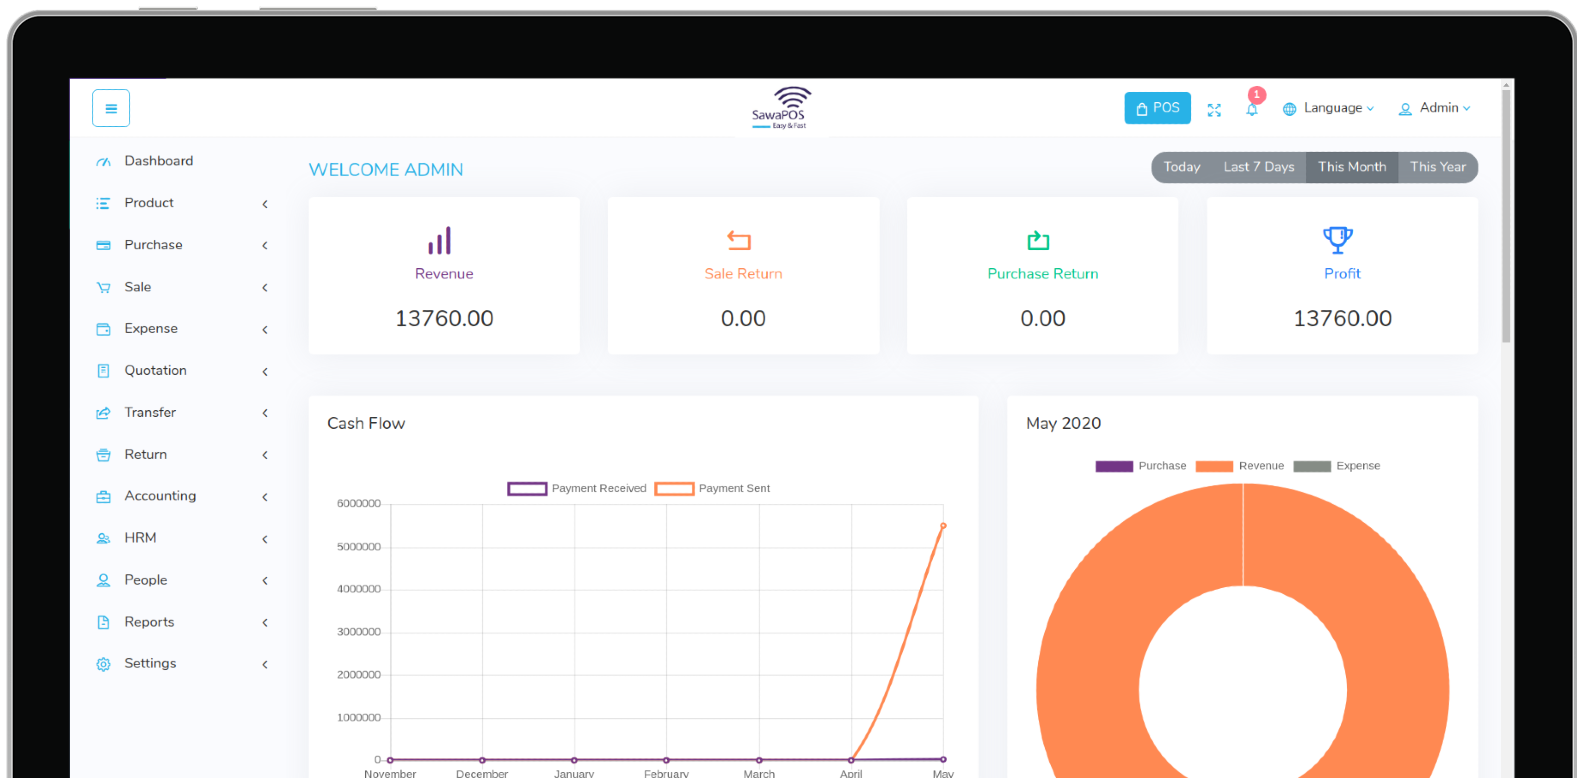 SawaPOS
Easy & Fast
POS
1
Language
Admin
Dashboard
Product
Purchase
Sale
Expense
Quotation
Transfer
Return
Accounting
HRM
People
Reports
Settings
WELCOME ADMIN
Today Last 7 Days This Month This Year
Revenue
13760.00
Sale Return
0.00
Purchase Return
0.00
Profit
13760.00
Cash Flow
Payment Received Payment Sent
6000000
5000000
4000000
3000000
2000000
1000000
0
November December January February March April May
May 2020
Purchase Revenue Expense